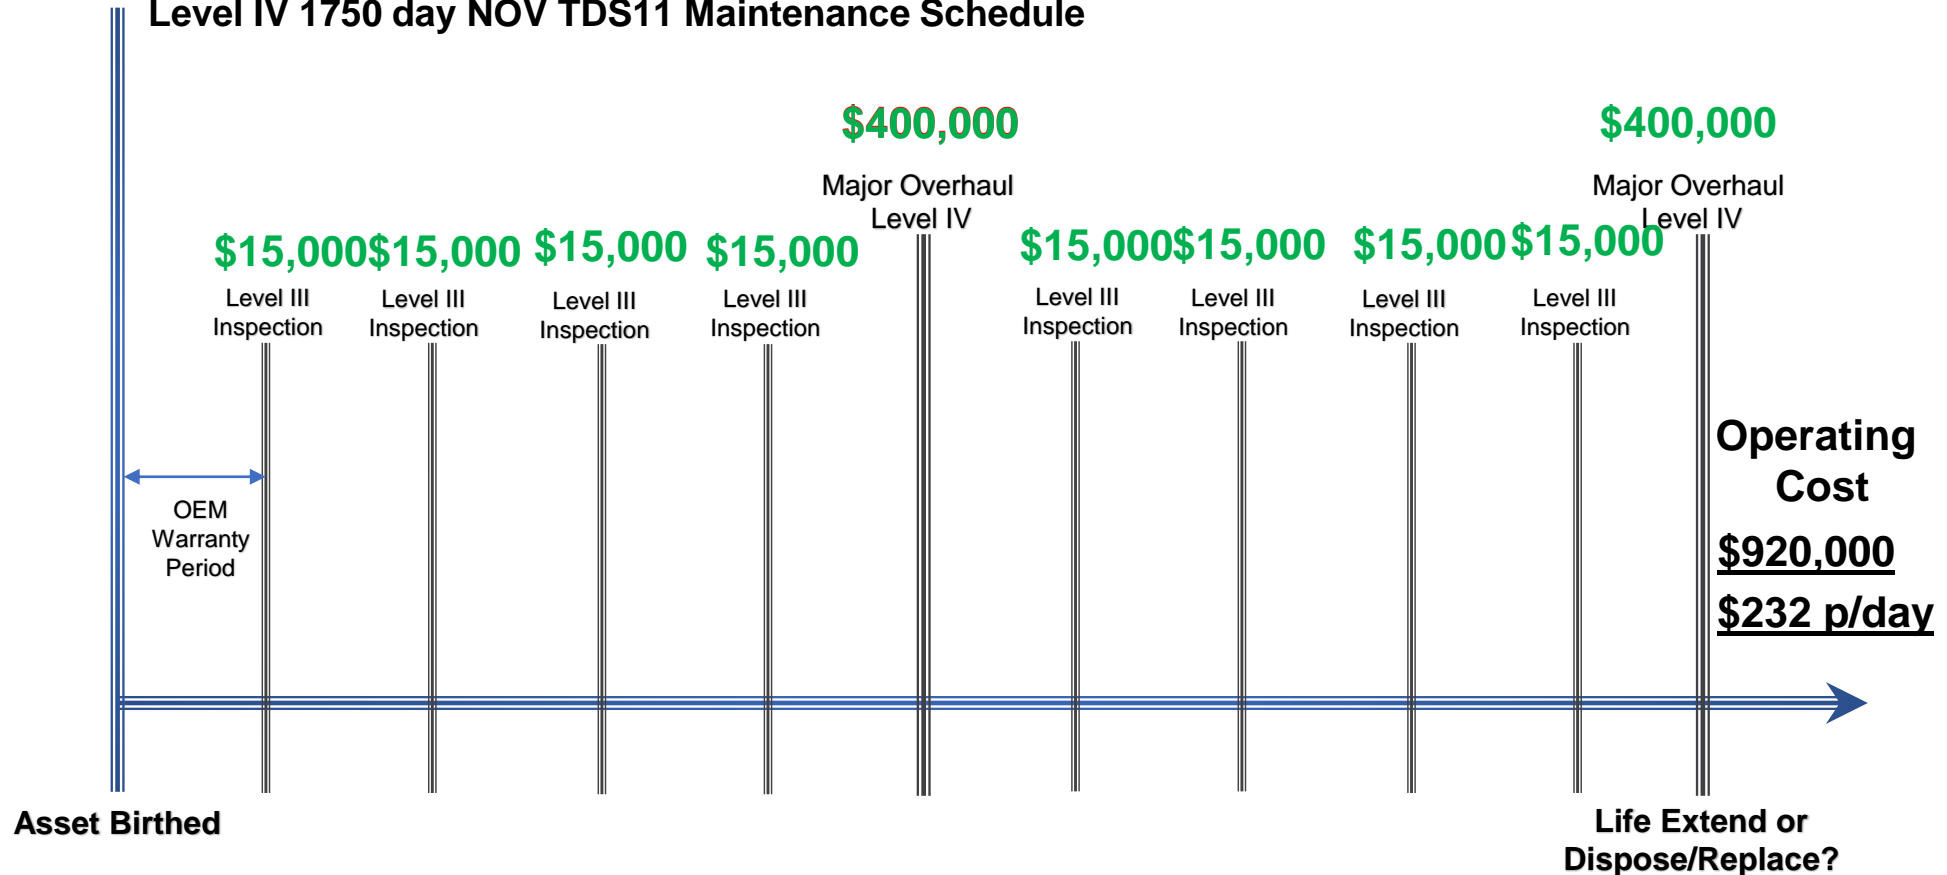 Level IV 1750 day NOV TDS11 Maintenance Schedule
$400,000
Major Overhaul
Level IV
$400,000
Major Overhaul
Level IV
$15,000
Level III
Inspection
$15,000
Level III
Inspection
$15,000
Level III
Inspection
$15,000
Level III
Inspection
$15,000
Level III
Inspection
$15,000
Level III
Inspection
$15,000
Level III
Inspection
$15,000
Level III
Inspection
OEM
Warranty
Period
Operating
Cost
$920,000
$232 p/day
Asset Birthed
Life Extend or
Dispose/Replace?